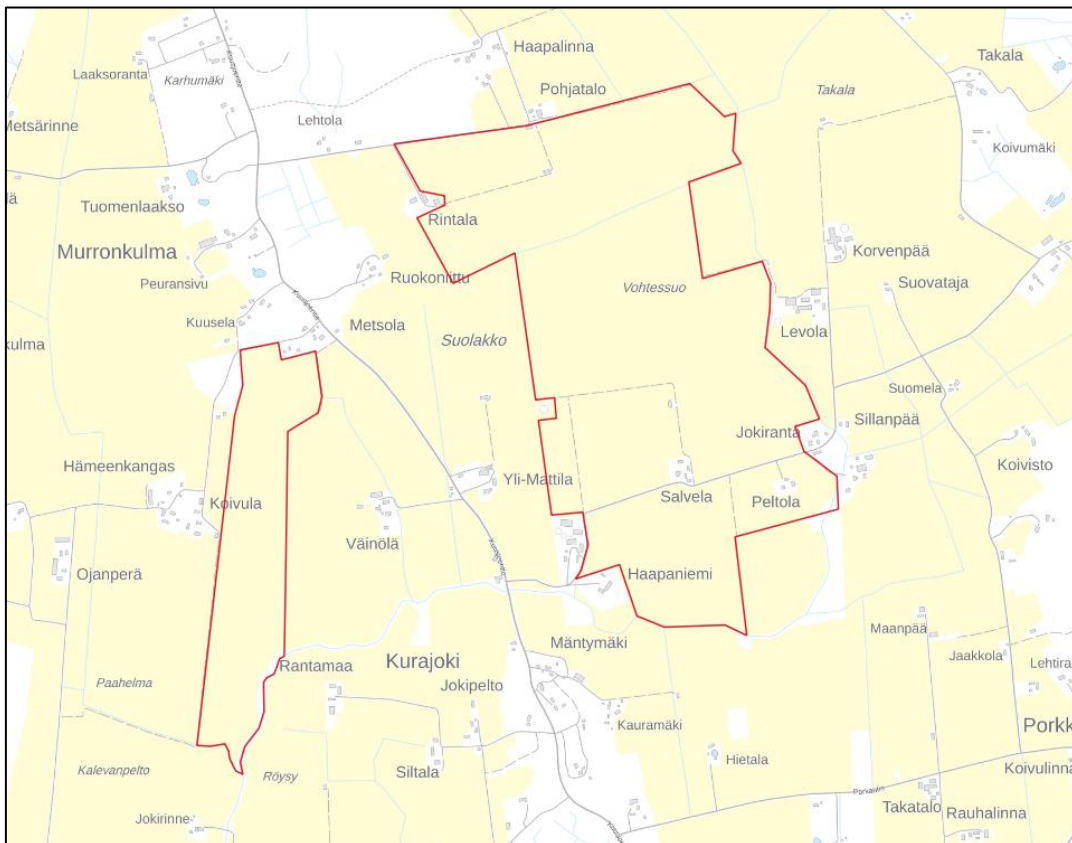 Haapalinna
Takala
Laaksoranta
Karhumäki
Pohjatalo
Takala
Metsärinne
Lehtola
Koivumäki
Tuomenlaakso
Rintala
Murronkulma
Korvenpää
Ruokoniittu
Peuransivu
Vohtessuo
Suovataja
Kuusela
Metsola
Levola
kulma
Suolakko
Suomela
Jokiranta
Sillanpää
Koivisto
Hämeenkangas
Yli-Mattila
Salvela
Koivula
Peltola
Väinölä
Ojanperä
Haapaniemi
Maanpää
Mäntymäki
Jaakkola
Rantamaa
Kurajoki
Lehtira
Paahelma
Jokipelto
Kauramäki
Porkk
Hietala
Kalevanpelto
Röysy
Siltala
Koivulinna
Takatalo
Rauhalinna
Jokirinne